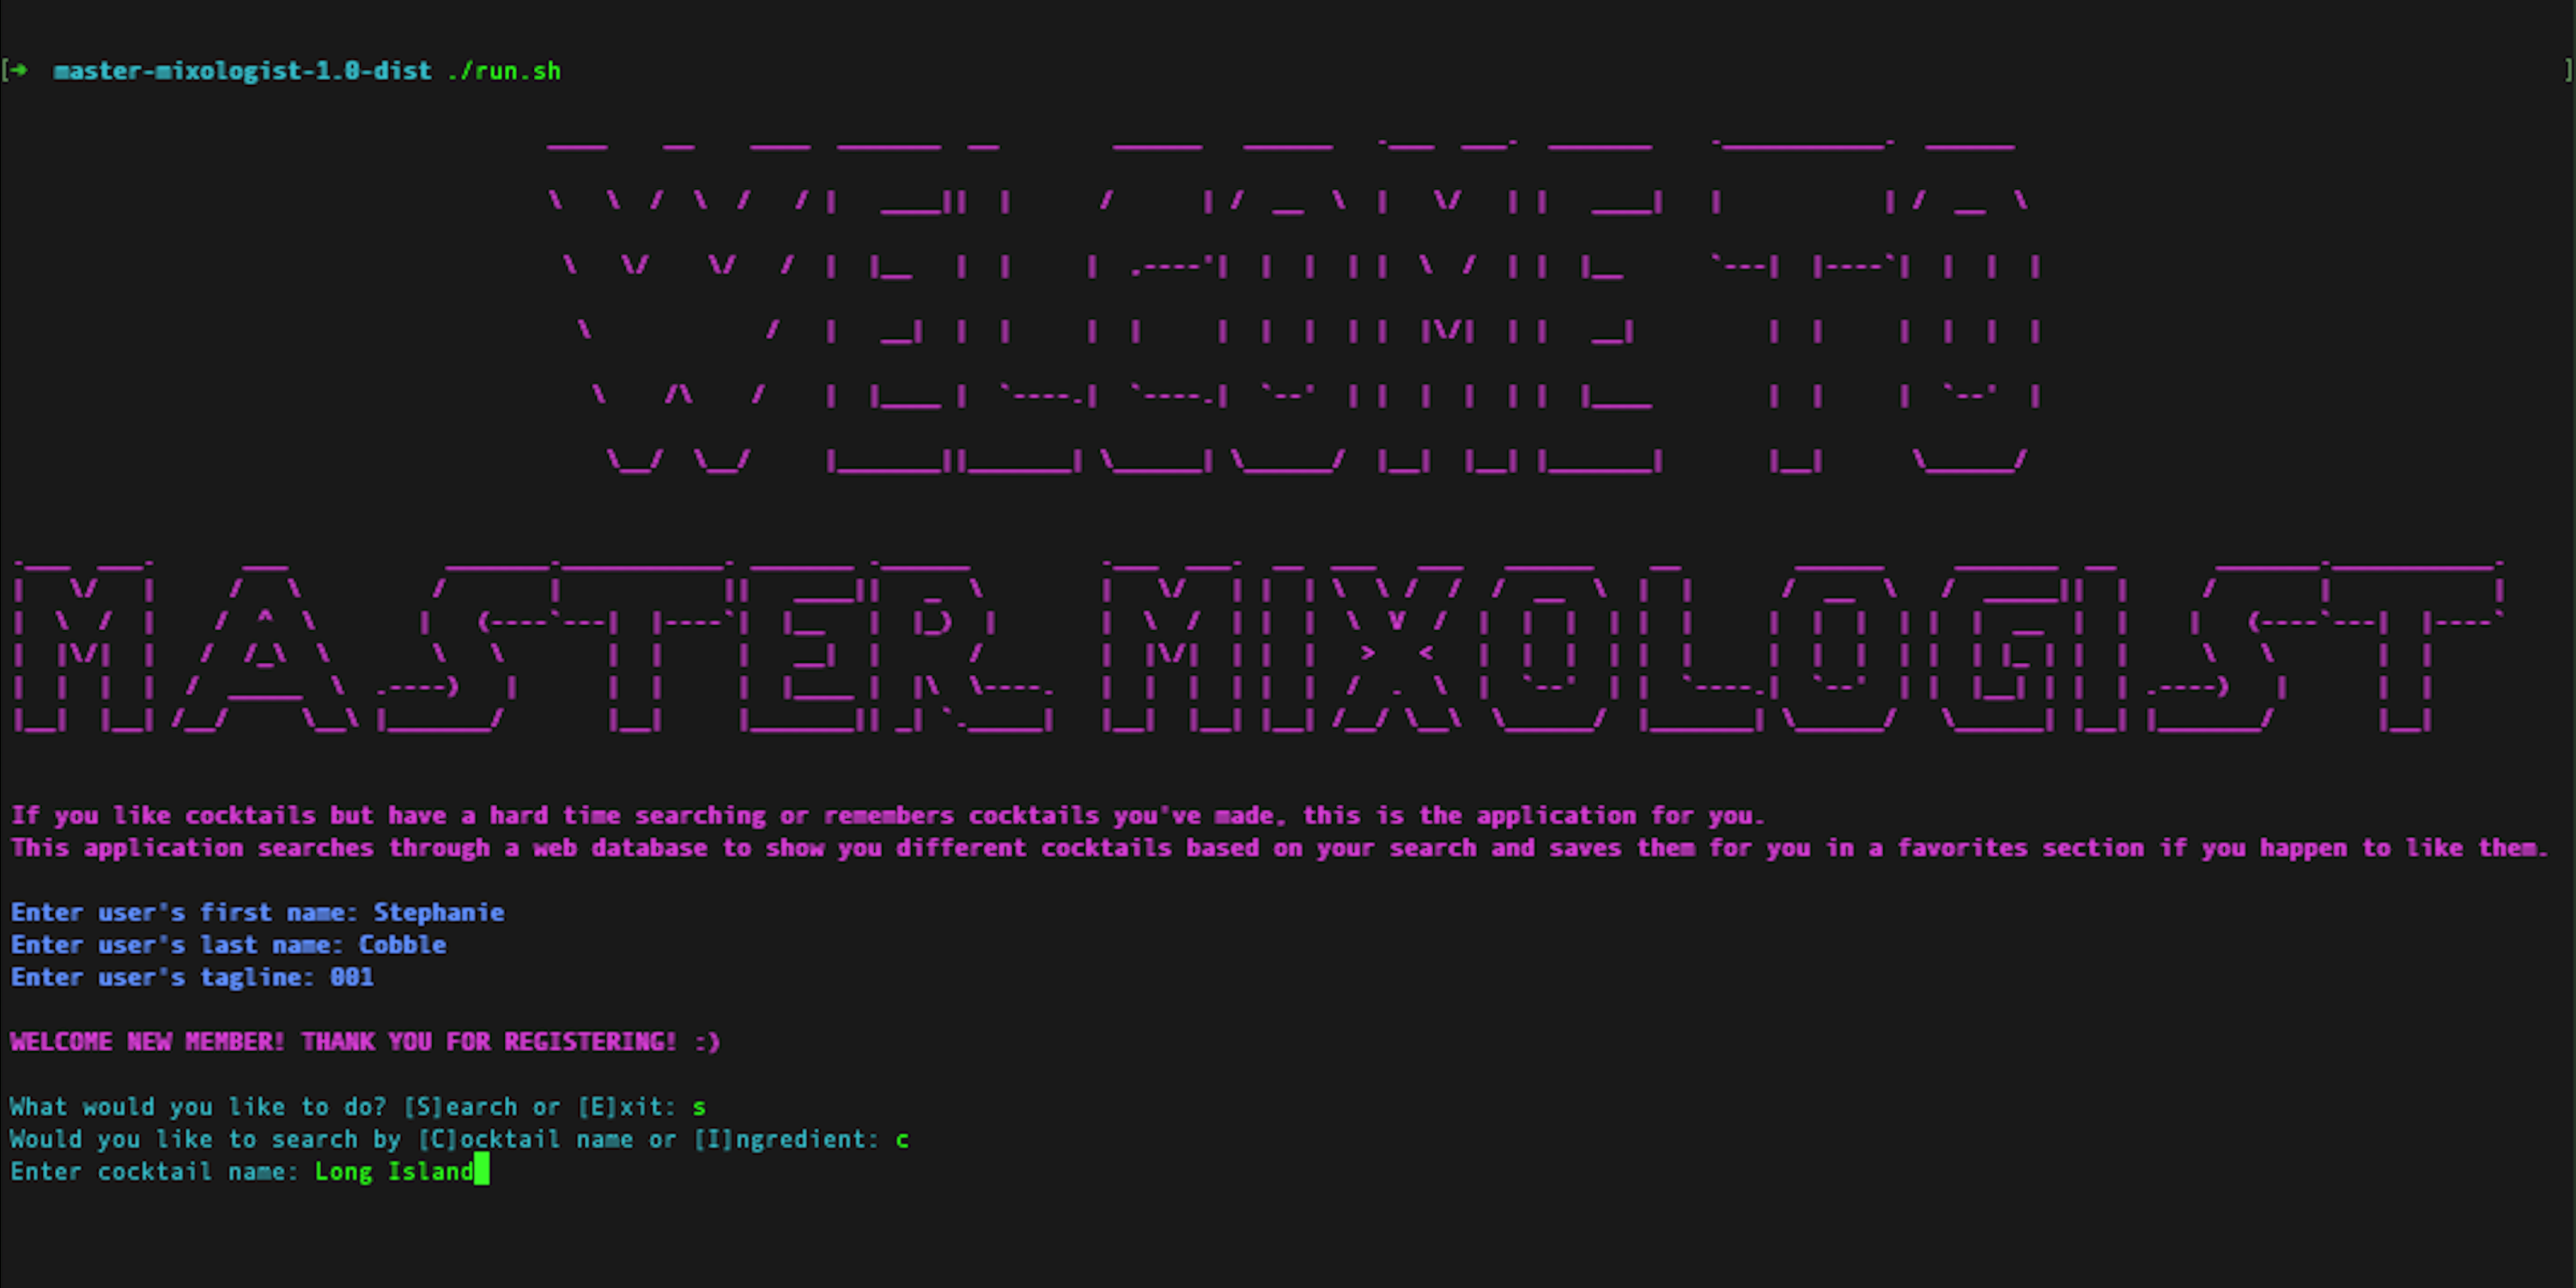 [→ master-mixologist-1.0-dist ./run.sh ]
WELCOME TO
MASTER MIXOLOGIST
If you like cocktails but have a hard time searching or remembers cocktails you've made, this is the application for you.
This application searches through a web database to show you different cocktails based on your search and saves them for you in a favorites section if you happen to like them.
Enter user's first name: Stephanie
Enter user's last name: Cobble
Enter user's tagline: 001
WELCOME NEW MEMBER! THANK YOU FOR REGISTERING! :)
What would you like to do? [S]earch or [E]xit: s
Would you like to search by [C]ocktail name or [I]ngredient: c
Enter cocktail name: Long Island